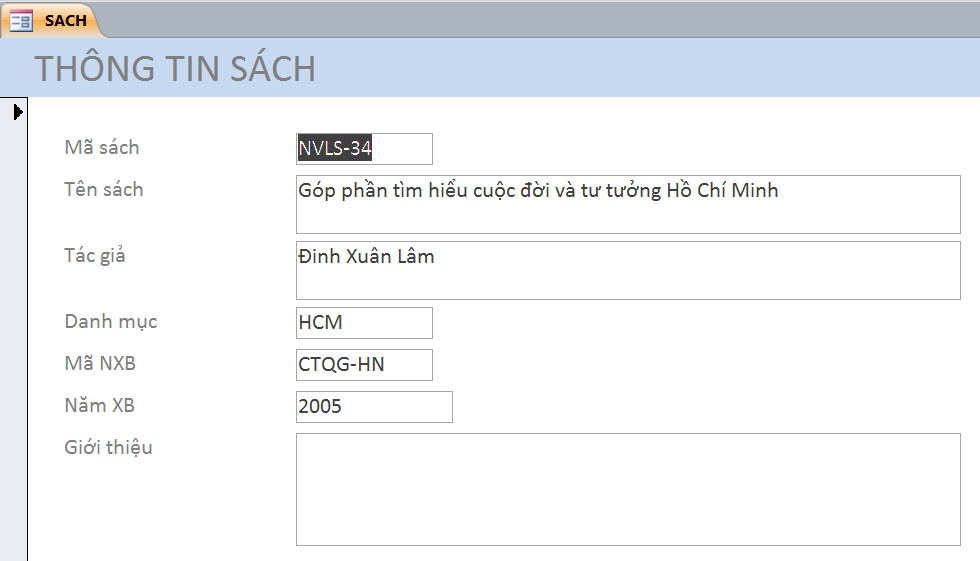 SACH
THÔNG TIN SÁCH
Mã sách NVLS-34
Tên sách Góp phần tìm hiểu cuộc đời và tư tưởng Hồ Chí Minh
Tác giả Đinh Xuân Lâm
Danh mục HCM
Mã NXB CTQG-HN
Năm XB 2005
Giới thiệu